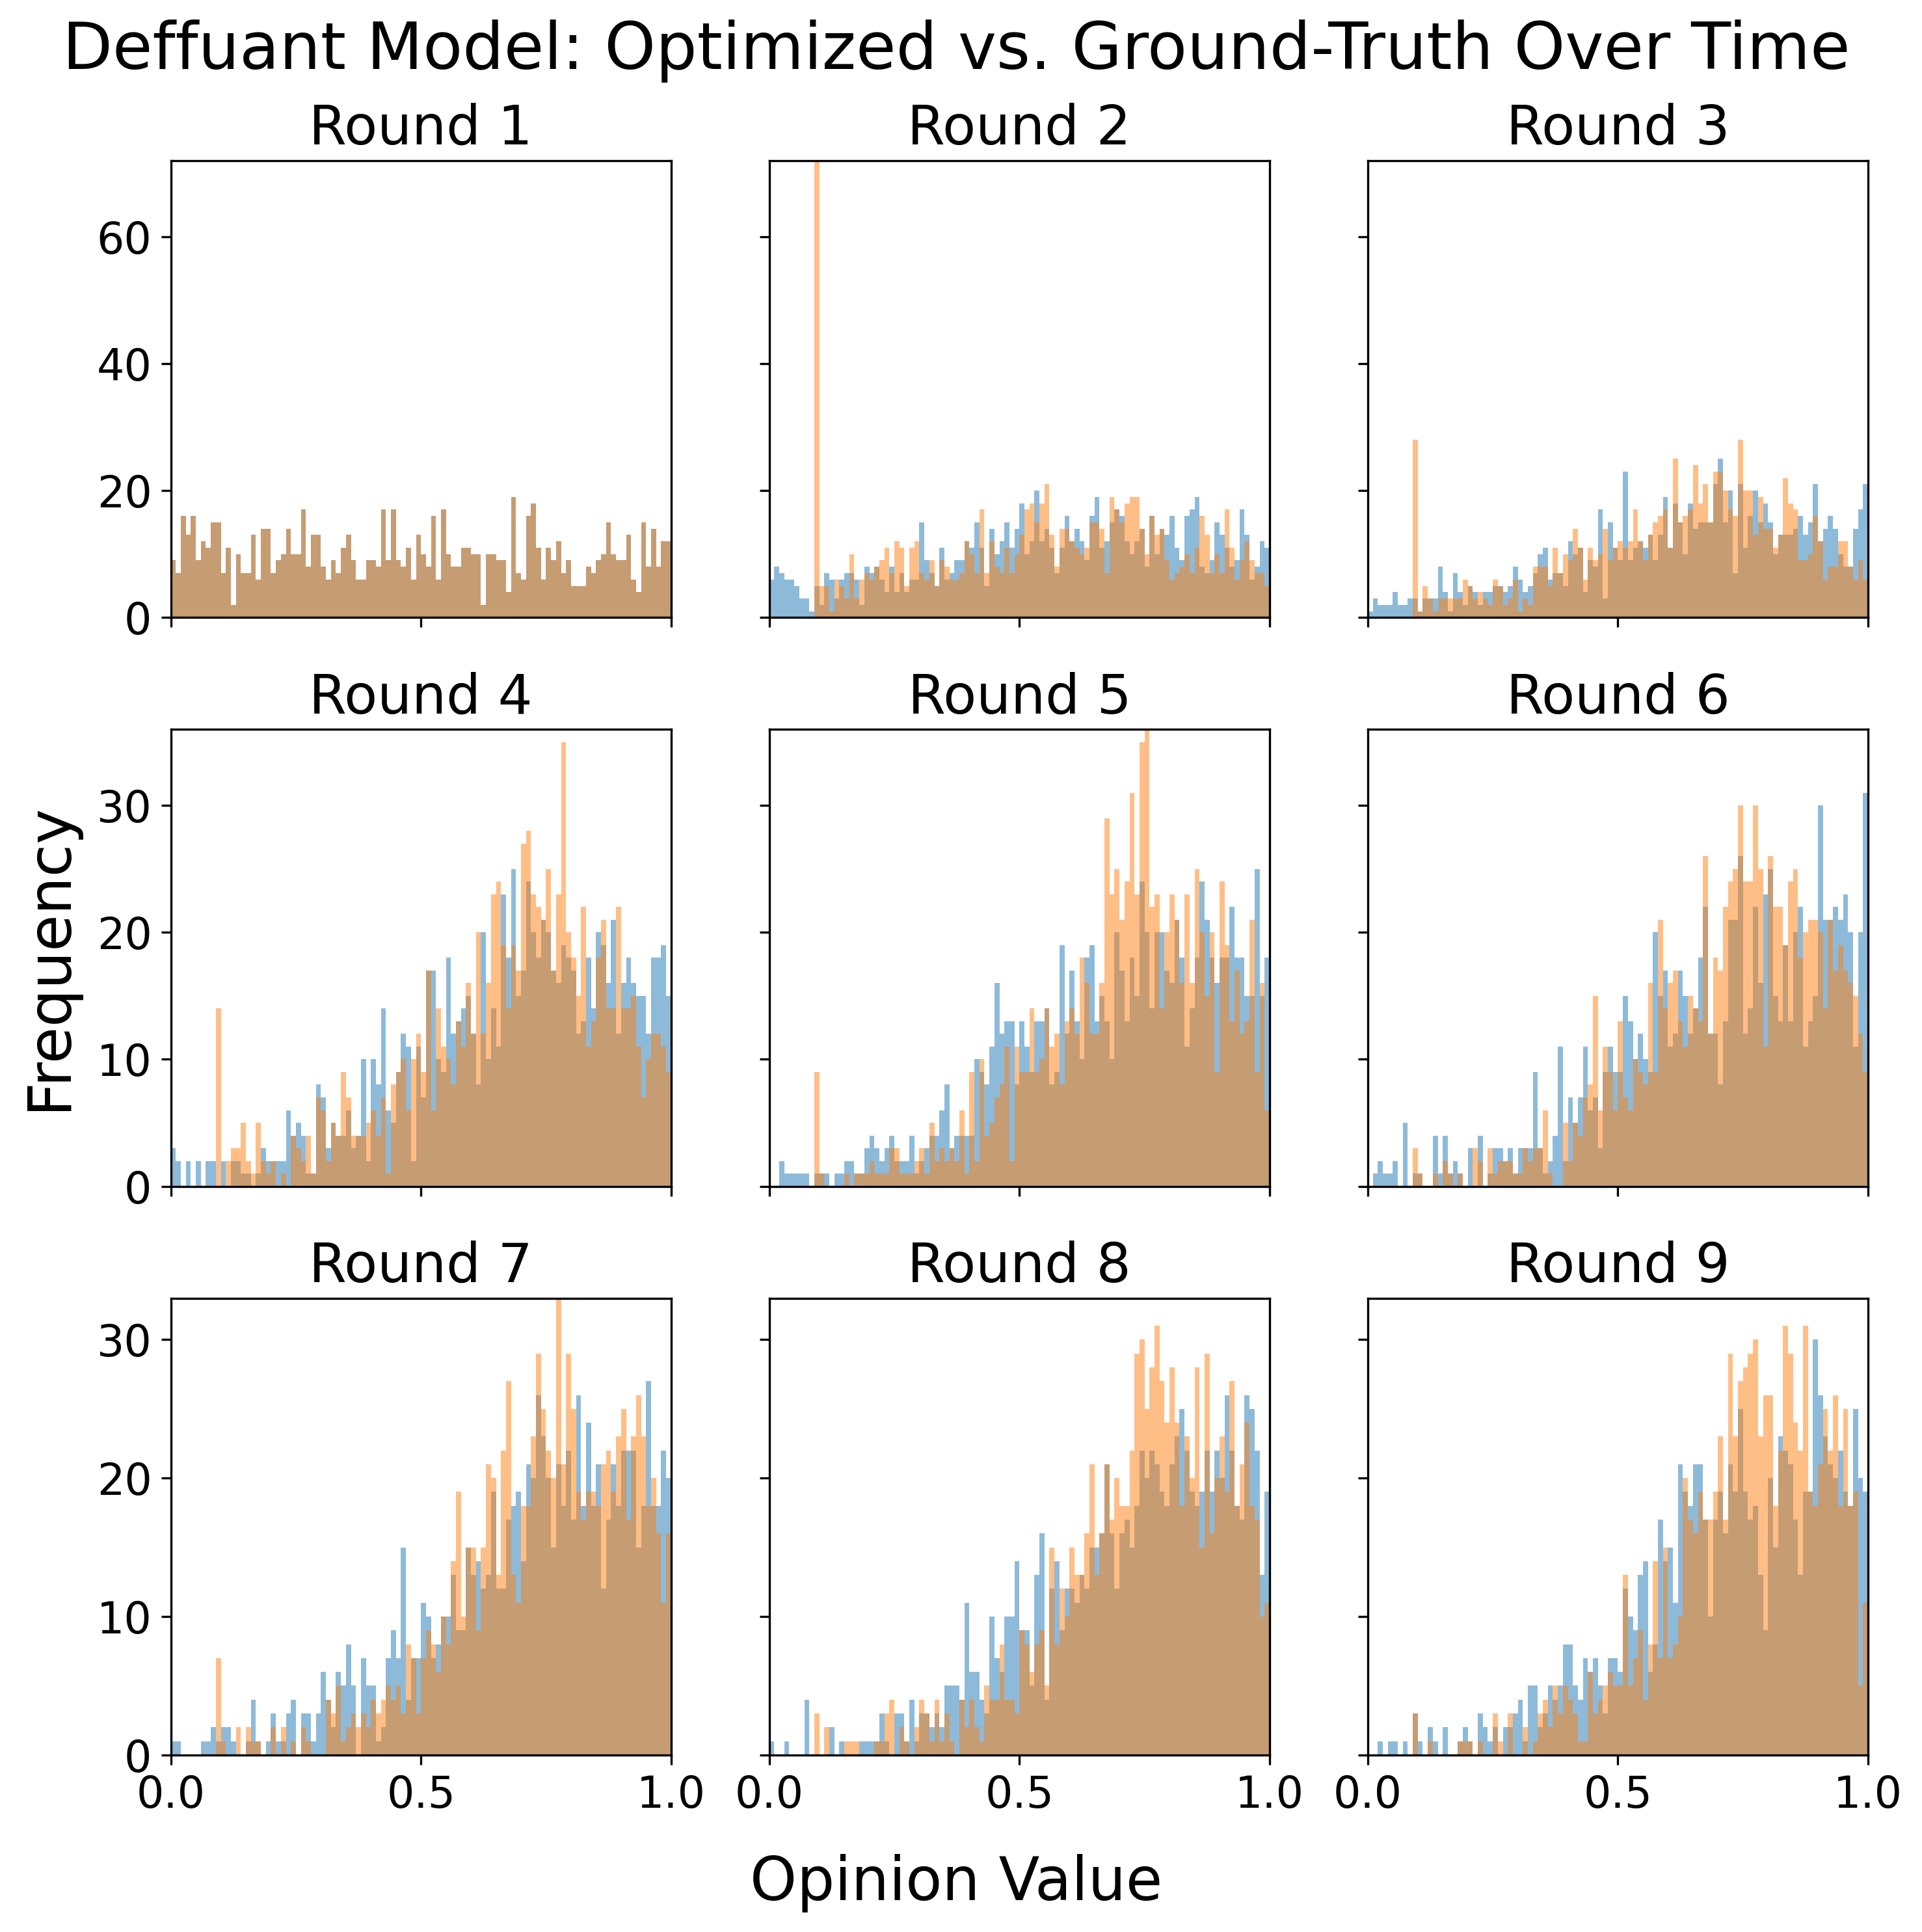 Deffuant Model: Optimized vs. Ground-Truth Over Time
Round 1
Round 2
Round 3
60
40
20
0
Round 4
Round 5
Round 6
30
20
10
0
Frequency
Round 7
Round 8
Round 9
30
20
10
0
0.0 0.5 1.0 0.0 0.5 1.0 0.0 0.5 1.0
Opinion Value